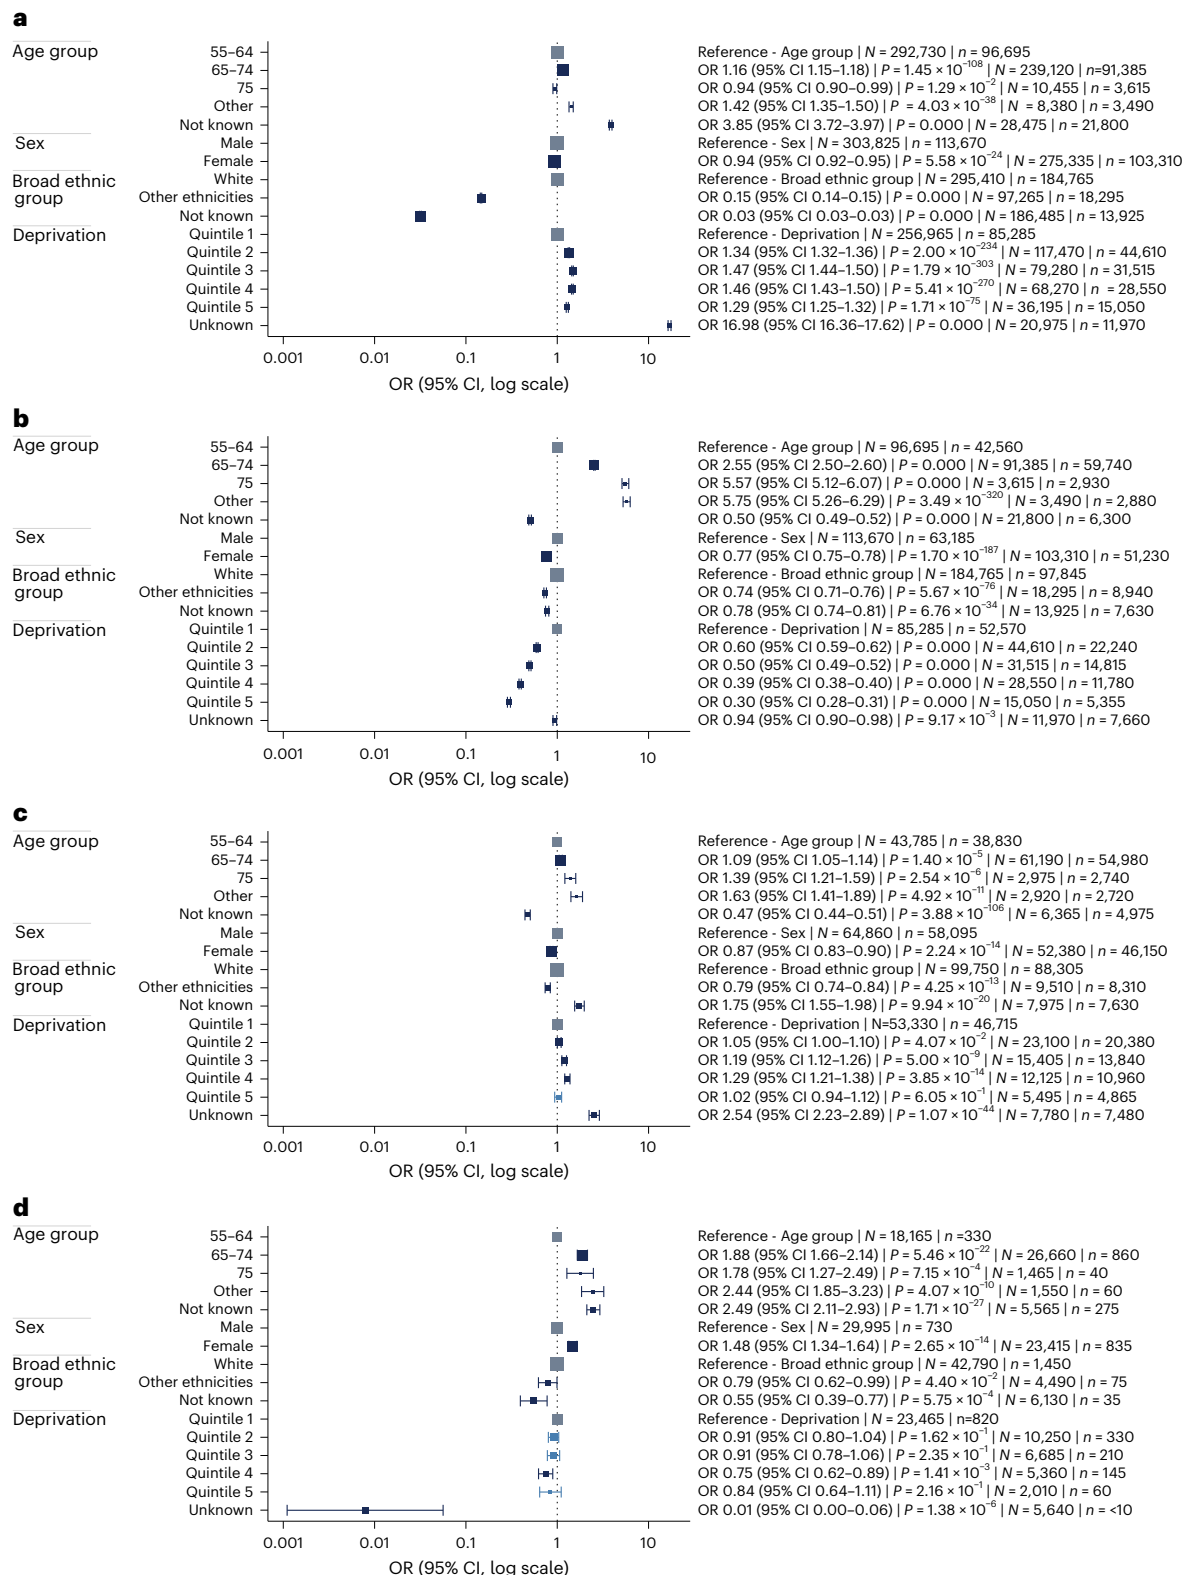 a
Age group
55–64 Reference - Age group | N = 292,730 | n = 96,695
65–74 OR 1.16 (95% CI 1.15–1.18) | P = 1.45 × 10⁻¹⁰⁸ | N = 239,120 | n=91,385
75 OR 0.94 (95% CI 0.90–0.99) | P = 1.29 × 10⁻² | N = 10,455 | n = 3,615
Other OR 1.42 (95% CI 1.35–1.50) | P = 4.03 × 10⁻³⁸ | N = 8,380 | n = 3,490
Not known OR 3.85 (95% CI 3.72–3.97) | P = 0.000 | N = 28,475 | n = 21,800
Sex
Male Reference - Sex | N = 303,825 | n = 113,670
Female OR 0.94 (95% CI 0.92–0.95) | P = 5.58 × 10⁻²⁴ | N = 275,335 | n = 103,310
Broad ethnic group
White Reference - Broad ethnic group | N = 295,410 | n = 184,765
Other ethnicities OR 0.15 (95% CI 0.14–0.15) | P = 0.000 | N = 97,265 | n = 18,295
Not known OR 0.03 (95% CI 0.03–0.03) | P = 0.000 | N = 186,485 | n = 13,925
Deprivation
Quintile 1 Reference - Deprivation | N = 256,965 | n = 85,285
Quintile 2 OR 1.34 (95% CI 1.32–1.36) | P = 2.00 × 10⁻²³⁴ | N = 117,470 | n = 44,610
Quintile 3 OR 1.47 (95% CI 1.44–1.50) | P = 1.79 × 10⁻³⁰³ | N = 79,280 | n = 31,515
Quintile 4 OR 1.46 (95% CI 1.43–1.50) | P = 5.41 × 10⁻²⁷⁰ | N = 68,270 | n = 28,550
Quintile 5 OR 1.29 (95% CI 1.25–1.32) | P = 1.71 × 10⁻⁷⁵ | N = 36,195 | n = 15,050
Unknown OR 16.98 (95% CI 16.36–17.62) | P = 0.000 | N = 20,975 | n = 11,970
0.001 0.01 0.1 1 10
OR (95% CI, log scale)
b
Age group
55–64 Reference - Age group | N = 96,695 | n = 42,560
65–74 OR 2.55 (95% CI 2.50–2.60) | P = 0.000 | N = 91,385 | n = 59,740
75 OR 5.57 (95% CI 5.12–6.07) | P = 0.000 | N = 3,615 | n = 2,930
Other OR 5.75 (95% CI 5.26–6.29) | P = 3.49 × 10⁻³²⁰ | N = 3,490 | n = 2,880
Not known OR 0.50 (95% CI 0.49–0.52) | P = 0.000 | N = 21,800 | n = 6,300
Sex
Male Reference - Sex | N = 113,670 | n = 63,185
Female OR 0.77 (95% CI 0.75–0.78) | P = 1.70 × 10⁻¹⁸⁷ | N = 103,310 | n = 51,230
Broad ethnic group
White Reference - Broad ethnic group | N = 184,765 | n = 97,845
Other ethnicities OR 0.74 (95% CI 0.71–0.76) | P = 5.67 × 10⁻⁷⁶ | N = 18,295 | n = 8,940
Not known OR 0.78 (95% CI 0.74–0.81) | P = 6.76 × 10⁻³⁴ | N = 13,925 | n = 7,630
Deprivation
Quintile 1 Reference - Deprivation | N = 85,285 | n = 52,570
Quintile 2 OR 0.60 (95% CI 0.59–0.62) | P = 0.000 | N = 44,610 | n = 22,240
Quintile 3 OR 0.50 (95% CI 0.49–0.52) | P = 0.000 | N = 31,515 | n = 14,815
Quintile 4 OR 0.39 (95% CI 0.38–0.40) | P = 0.000 | N = 28,550 | n = 11,780
Quintile 5 OR 0.30 (95% CI 0.28–0.31) | P = 0.000 | N = 15,050 | n = 5,355
Unknown OR 0.94 (95% CI 0.90–0.98) | P = 9.17 × 10⁻³ | N = 11,970 | n = 7,660
0.001 0.01 0.1 1 10
OR (95% CI, log scale)
c
Age group
55–64 Reference - Age group | N = 43,785 | n = 38,830
65–74 OR 1.09 (95% CI 1.05–1.14) | P = 1.40 × 10⁻⁵ | N = 61,190 | n = 54,980
75 OR 1.39 (95% CI 1.21–1.59) | P = 2.54 × 10⁻⁶ | N = 2,975 | n = 2,740
Other OR 1.63 (95% CI 1.41–1.89) | P = 4.92 × 10⁻¹¹ | N = 2,920 | n = 2,720
Not known OR 0.47 (95% CI 0.44–0.51) | P = 3.88 × 10⁻¹⁰⁶ | N = 6,365 | n = 4,975
Sex
Male Reference - Sex | N = 64,860 | n = 58,095
Female OR 0.87 (95% CI 0.83–0.90) | P = 2.24 × 10⁻¹⁴ | N = 52,380 | n = 46,150
Broad ethnic group
White Reference - Broad ethnic group | N = 99,750 | n = 88,305
Other ethnicities OR 0.79 (95% CI 0.74–0.84) | P = 4.25 × 10⁻¹³ | N = 9,510 | n = 8,310
Not known OR 1.75 (95% CI 1.55–1.98) | P = 9.94 × 10⁻²⁰ | N = 7,975 | n = 7,630
Deprivation
Quintile 1 Reference - Deprivation | N=53,330 | n = 46,715
Quintile 2 OR 1.05 (95% CI 1.00–1.10) | P = 4.07 × 10⁻² | N = 23,100 | n = 20,380
Quintile 3 OR 1.19 (95% CI 1.12–1.26) | P = 5.00 × 10⁻⁹ | N = 15,405 | n = 13,840
Quintile 4 OR 1.29 (95% CI 1.21–1.38) | P = 3.85 × 10⁻¹⁴ | N = 12,125 | n = 10,960
Quintile 5 OR 1.02 (95% CI 0.94–1.12) | P = 6.05 × 10⁻¹ | N = 5,495 | n = 4,865
Unknown OR 2.54 (95% CI 2.23–2.89) | P = 1.07 × 10⁻⁴⁴ | N = 7,780 | n = 7,480
0.001 0.01 0.1 1 10
OR (95% CI, log scale)
d
Age group
55–64 Reference - Age group | N = 18,165 | n =330
65–74 OR 1.88 (95% CI 1.66–2.14) | P = 5.46 × 10⁻²² | N = 26,660 | n = 860
75 OR 1.78 (95% CI 1.27–2.49) | P = 7.15 × 10⁻⁴ | N = 1,465 | n = 40
Other OR 2.44 (95% CI 1.85–3.23) | P = 4.07 × 10⁻¹⁰ | N = 1,550 | n = 60
Not known OR 2.49 (95% CI 2.11–2.93) | P = 1.71 × 10⁻²⁷ | N = 5,565 | n = 275
Sex
Male Reference - Sex | N = 29,995 | n = 730
Female OR 1.48 (95% CI 1.34–1.64) | P = 2.65 × 10⁻¹⁴ | N = 23,415 | n = 835
Broad ethnic group
White Reference - Broad ethnic group | N = 42,790 | n = 1,450
Other ethnicities OR 0.79 (95% CI 0.62–0.99) | P = 4.40 × 10⁻² | N = 4,490 | n = 75
Not known OR 0.55 (95% CI 0.39–0.77) | P = 5.75 × 10⁻⁴ | N = 6,130 | n = 35
Deprivation
Quintile 1 Reference - Deprivation | N = 23,465 | n=820
Quintile 2 OR 0.91 (95% CI 0.80–1.04) | P = 1.62 × 10⁻¹ | N = 10,250 | n = 330
Quintile 3 OR 0.91 (95% CI 0.78–1.06) | P = 2.35 × 10⁻¹ | N = 6,685 | n = 210
Quintile 4 OR 0.75 (95% CI 0.62–0.89) | P = 1.41 × 10⁻³ | N = 5,360 | n = 145
Quintile 5 OR 0.84 (95% CI 0.64–1.11) | P = 2.16 × 10⁻¹ | N = 2,010 | n = 60
Unknown OR 0.01 (95% CI 0.00–0.06) | P = 1.38 × 10⁻⁶ | N = 5,640 | n = <10
0.001 0.01 0.1 1 10
OR (95% CI, log scale)